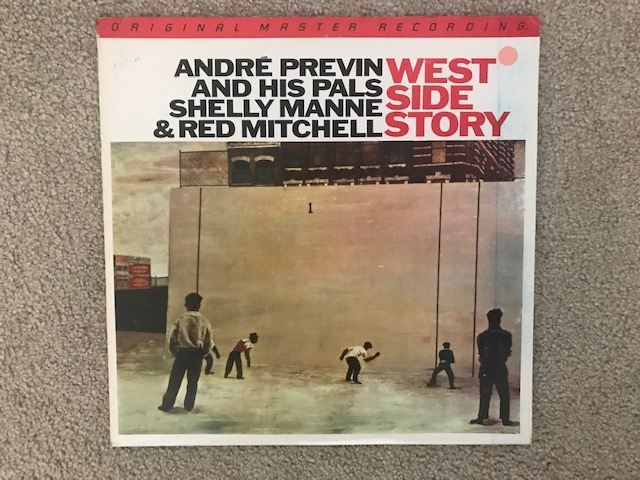 ORIGINAL MASTER RECORDING
ANDRÉ PREVIN
AND HIS PALS
SHELLY MANNE
& RED MITCHELL
WEST
SIDE
STORY
1